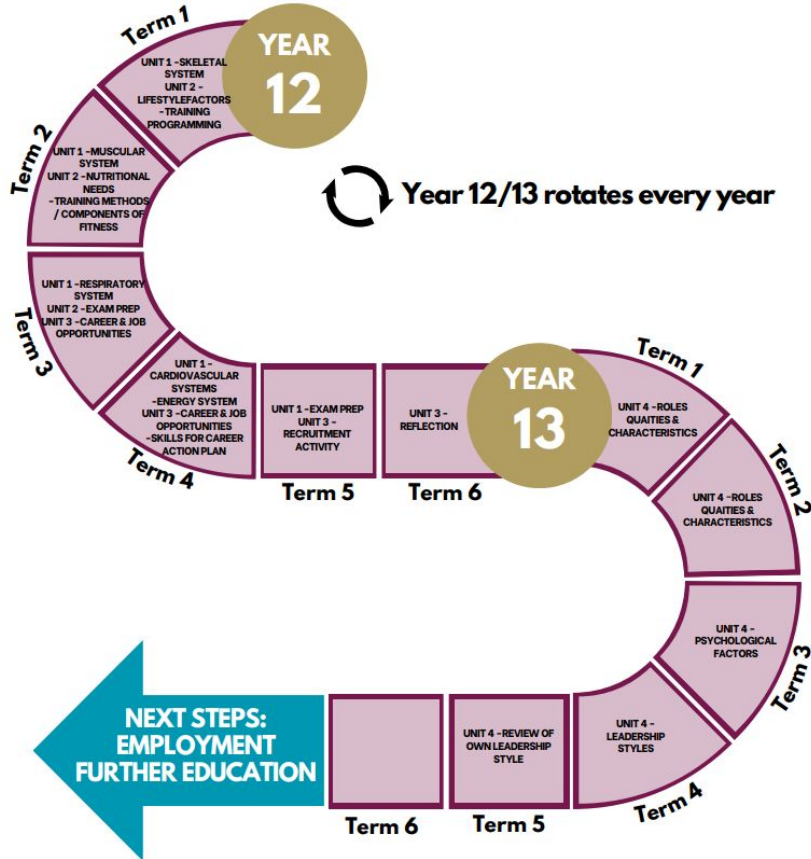 Term 1
YEAR
12
UNIT 1 -SKELETAL
SYSTEM
UNIT 2 -
LIFESTYLEFACTORS
-TRAINING
PROGRAMMING
Term 2
UNIT 1 -MUSCULAR
SYSTEM
UNIT 2 -NUTRITIONAL
NEEDS
-TRAINING METHODS
/ COMPONENTS OF
FITNESS
Year 12/13 rotates every year
Term 3
UNIT 1 -RESPIRATORY
SYSTEM
UNIT 2 -EXAM PREP
UNIT 3 -CAREER & JOB
OPPORTUNITIES
Term 4
UNIT 1 -
CARDIOVASCULAR
SYSTEMS
-ENERGY SYSTEM
UNIT 3 -CAREER & JOB
OPPORTUNITIES
-SKILLS FOR CAREER
ACTION PLAN
UNIT 1 -EXAM PREP
UNIT 3 -
RECRUITMENT
ACTIVITY
Term 5
UNIT 3 -
REFLECTION
Term 6
YEAR
13
Term 1
UNIT 4 -ROLES
QUAITIES &
CHARACTERISTICS
Term 2
UNIT 4 -ROLES
QUAITIES &
CHARACTERISTICS
Term 3
UNIT 4 -
PSYCHOLOGICAL
FACTORS
Term 4
UNIT 4 -
LEADERSHIP
STYLES
UNIT 4 -REVIEW OF
OWN LEADERSHIP
STYLE
Term 5
Term 6
NEXT STEPS:
EMPLOYMENT
FURTHER EDUCATION